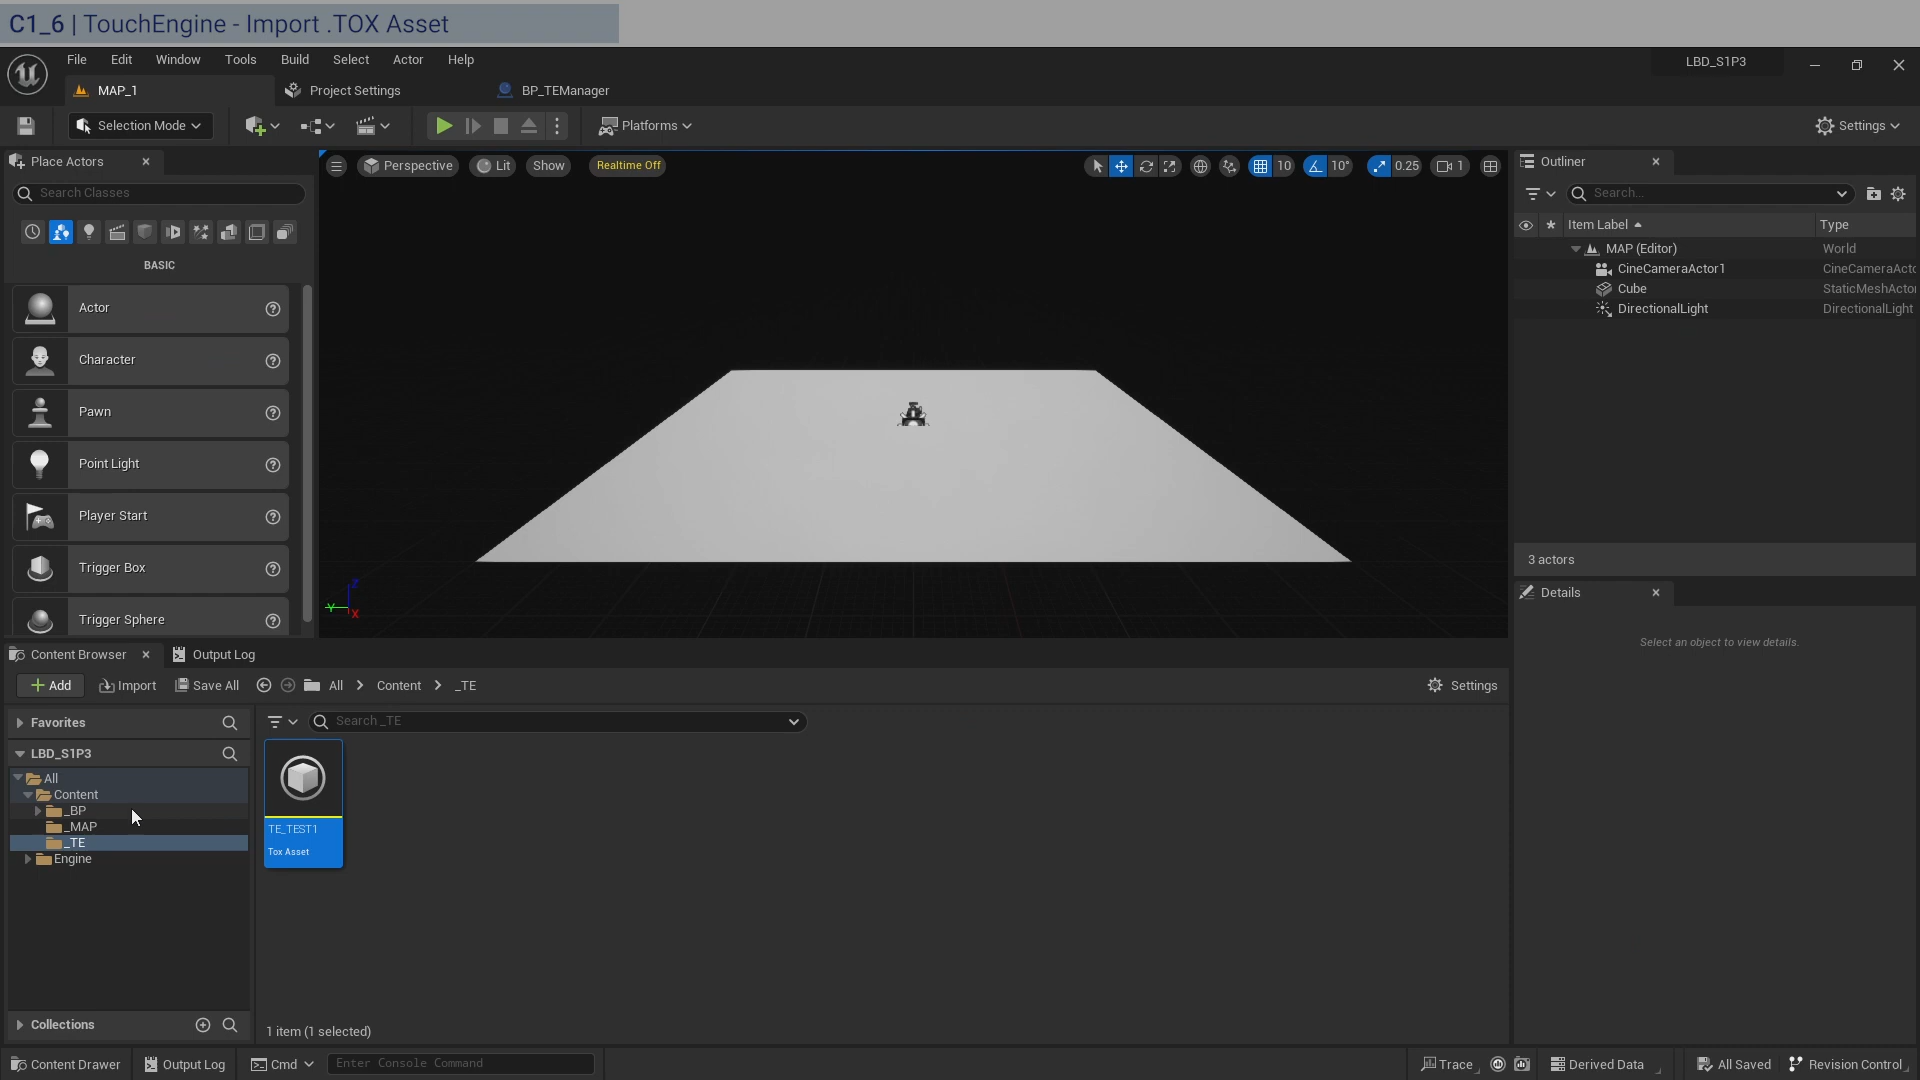 C1_6 | TouchEngine - Import .TOX Asset
File Edit Window Tools Build Select Actor Help
LBD_S1P3
MAP_1
Project Settings
BP_TEManager
Selection Mode
Platforms
Settings
Place Actors
Search Classes
BASIC
Actor
Character
Pawn
Point Light
Player Start
Trigger Box
Trigger Sphere
Perspective
Lit
Show
Realtime Off
10
10°
0.25
1
Z
Y
X
Outliner
Search...
Item Label
Type
MAP (Editor)
World
CineCameraActor1
CineCameraActo
Cube
StaticMeshActor
DirectionalLight
DirectionalLight
3 actors
Details
Select an object to view details.
Content Browser
Output Log
Add
Import
Save All
All
Content
_TE
Settings
Favorites
Search _TE
LBD_S1P3
All
Content
_BP
_MAP
_TE
Engine
TE_TEST1
Tox Asset
Collections
1 item (1 selected)
Content Drawer
Output Log
Cmd
Enter Console Command
Trace
Derived Data
All Saved
Revision Control